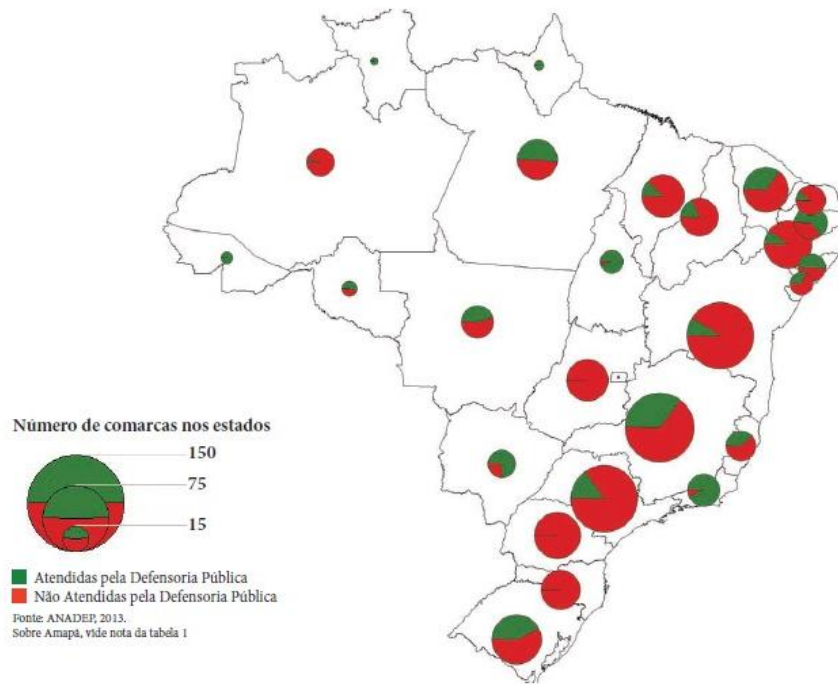 Número de comarcas nos estados
150
75
15
Atendidas pela Defensoria Pública
Não Atendidas pela Defensoria Pública
Fonte: ANADEP, 2013.
Sobre Amapá, vide nota da tabela 1